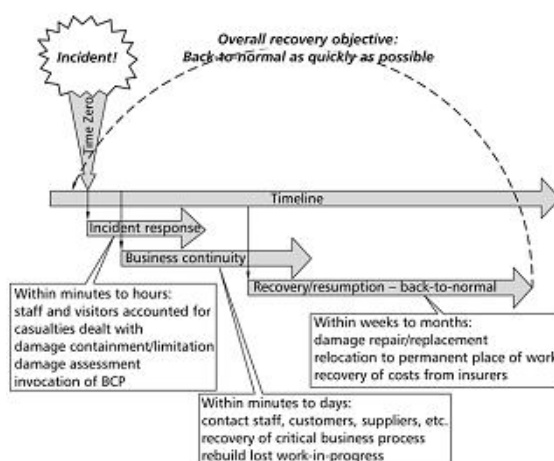 Incident!
Overall recovery objective:
Back-to-normal as quickly as possible
Time Zero
Timeline
Incident response
Business continuity
Recovery/resumption – back-to-normal
Within minutes to hours:
staff and visitors accounted for
casualties dealt with
damage containment/limitation
damage assessment
invocation of BCP
Within weeks to months:
damage repair/replacement
relocation to permanent place of work
recovery of costs from insurers
Within minutes to days:
contact staff, customers, suppliers, etc.
recovery of critical business process
rebuild lost work-in-progress